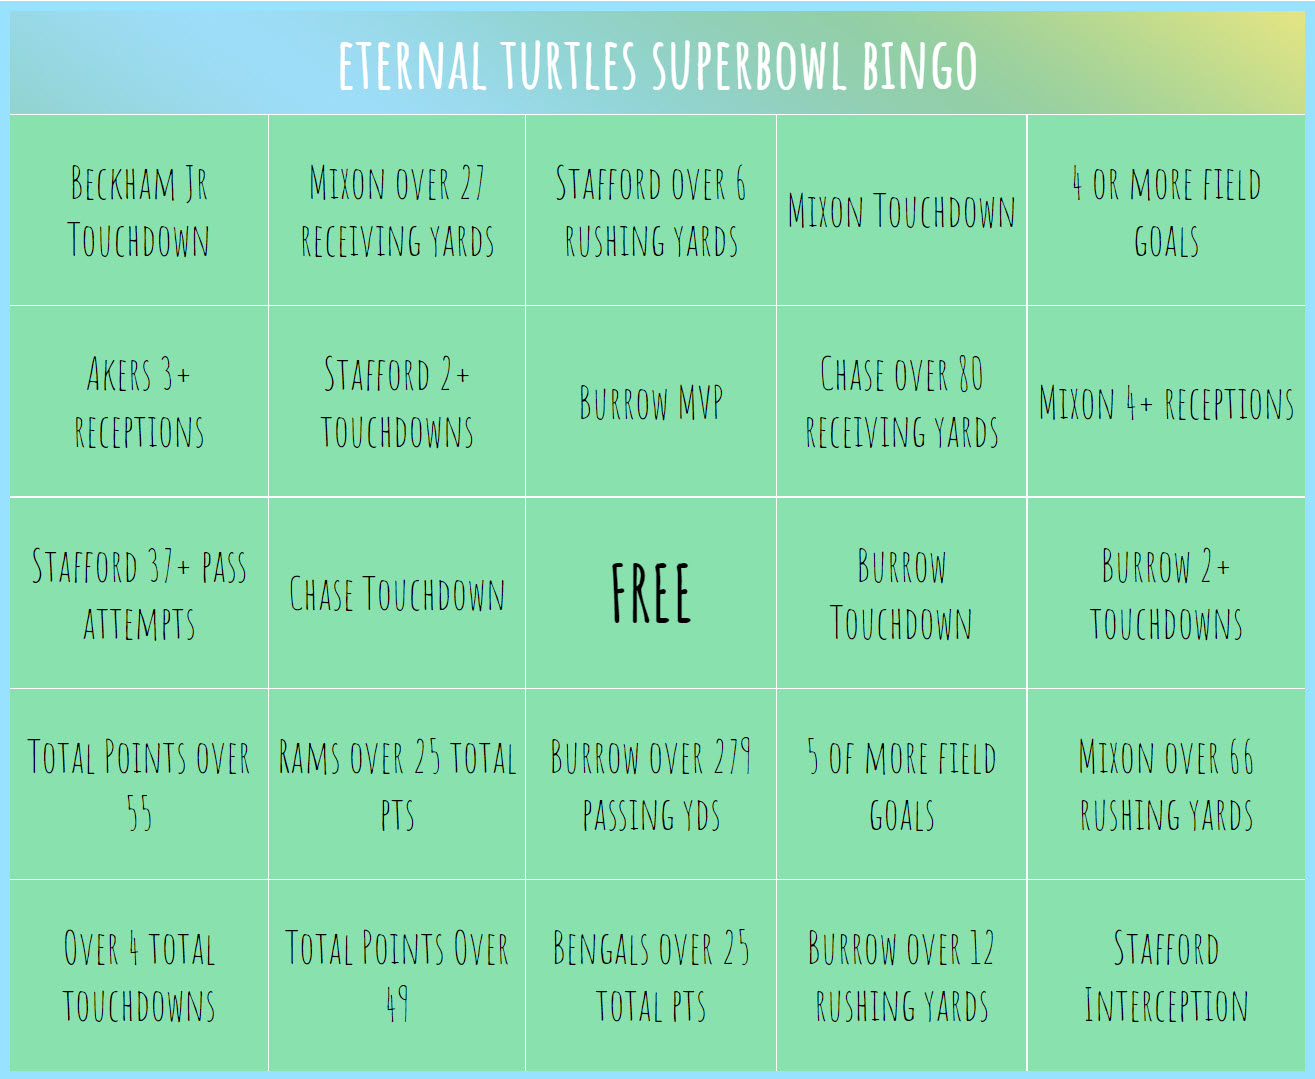 ETERNAL TURTLES SUPERBOWL BINGO
Beckham Jr
Touchdown
Mixon over 27
receiving yards
Stafford over 6
rushing yards
Mixon Touchdown
4 or more field
goals
Akers 3+
receptions
Stafford 2+
touchdowns
Burrow MVP
Chase over 80
receiving yards
Mixon 4+ receptions
Stafford 37+ pass
attempts
Chase Touchdown
FREE
Burrow
Touchdown
Burrow 2+
touchdowns
Total Points over
55
Rams over 25 total
pts
Burrow over 279
passing yds
5 of more field
goals
Mixon over 66
rushing yards
Over 4 total
touchdowns
Total Points Over
49
Bengals over 25
total pts
Burrow over 12
rushing yards
Stafford
Interception